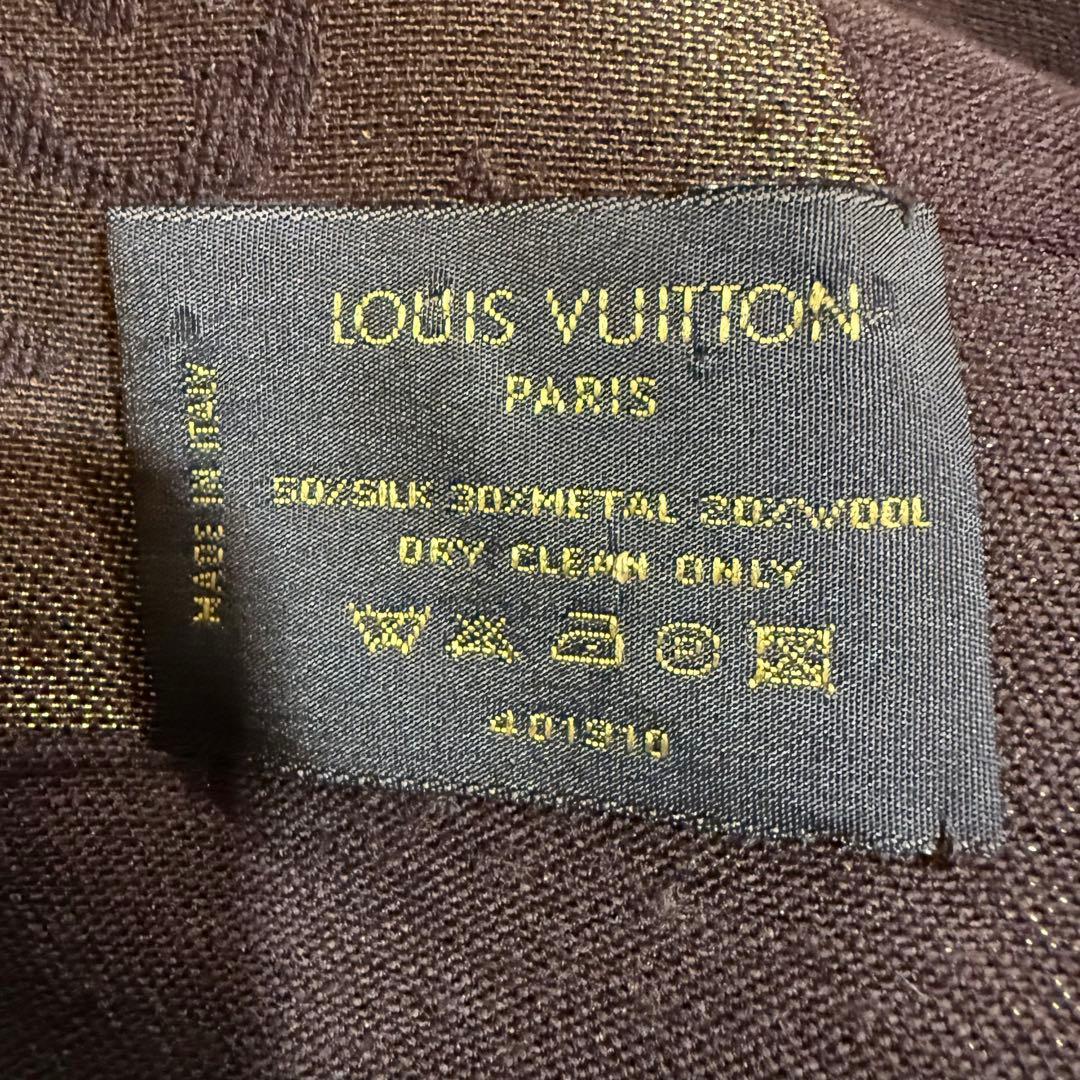 LOUIS VUITTON
PARIS
MADE IN ITALY
50%SILK 30%METAL 20%WOOL
DRY CLEAN ONLY
P
401910